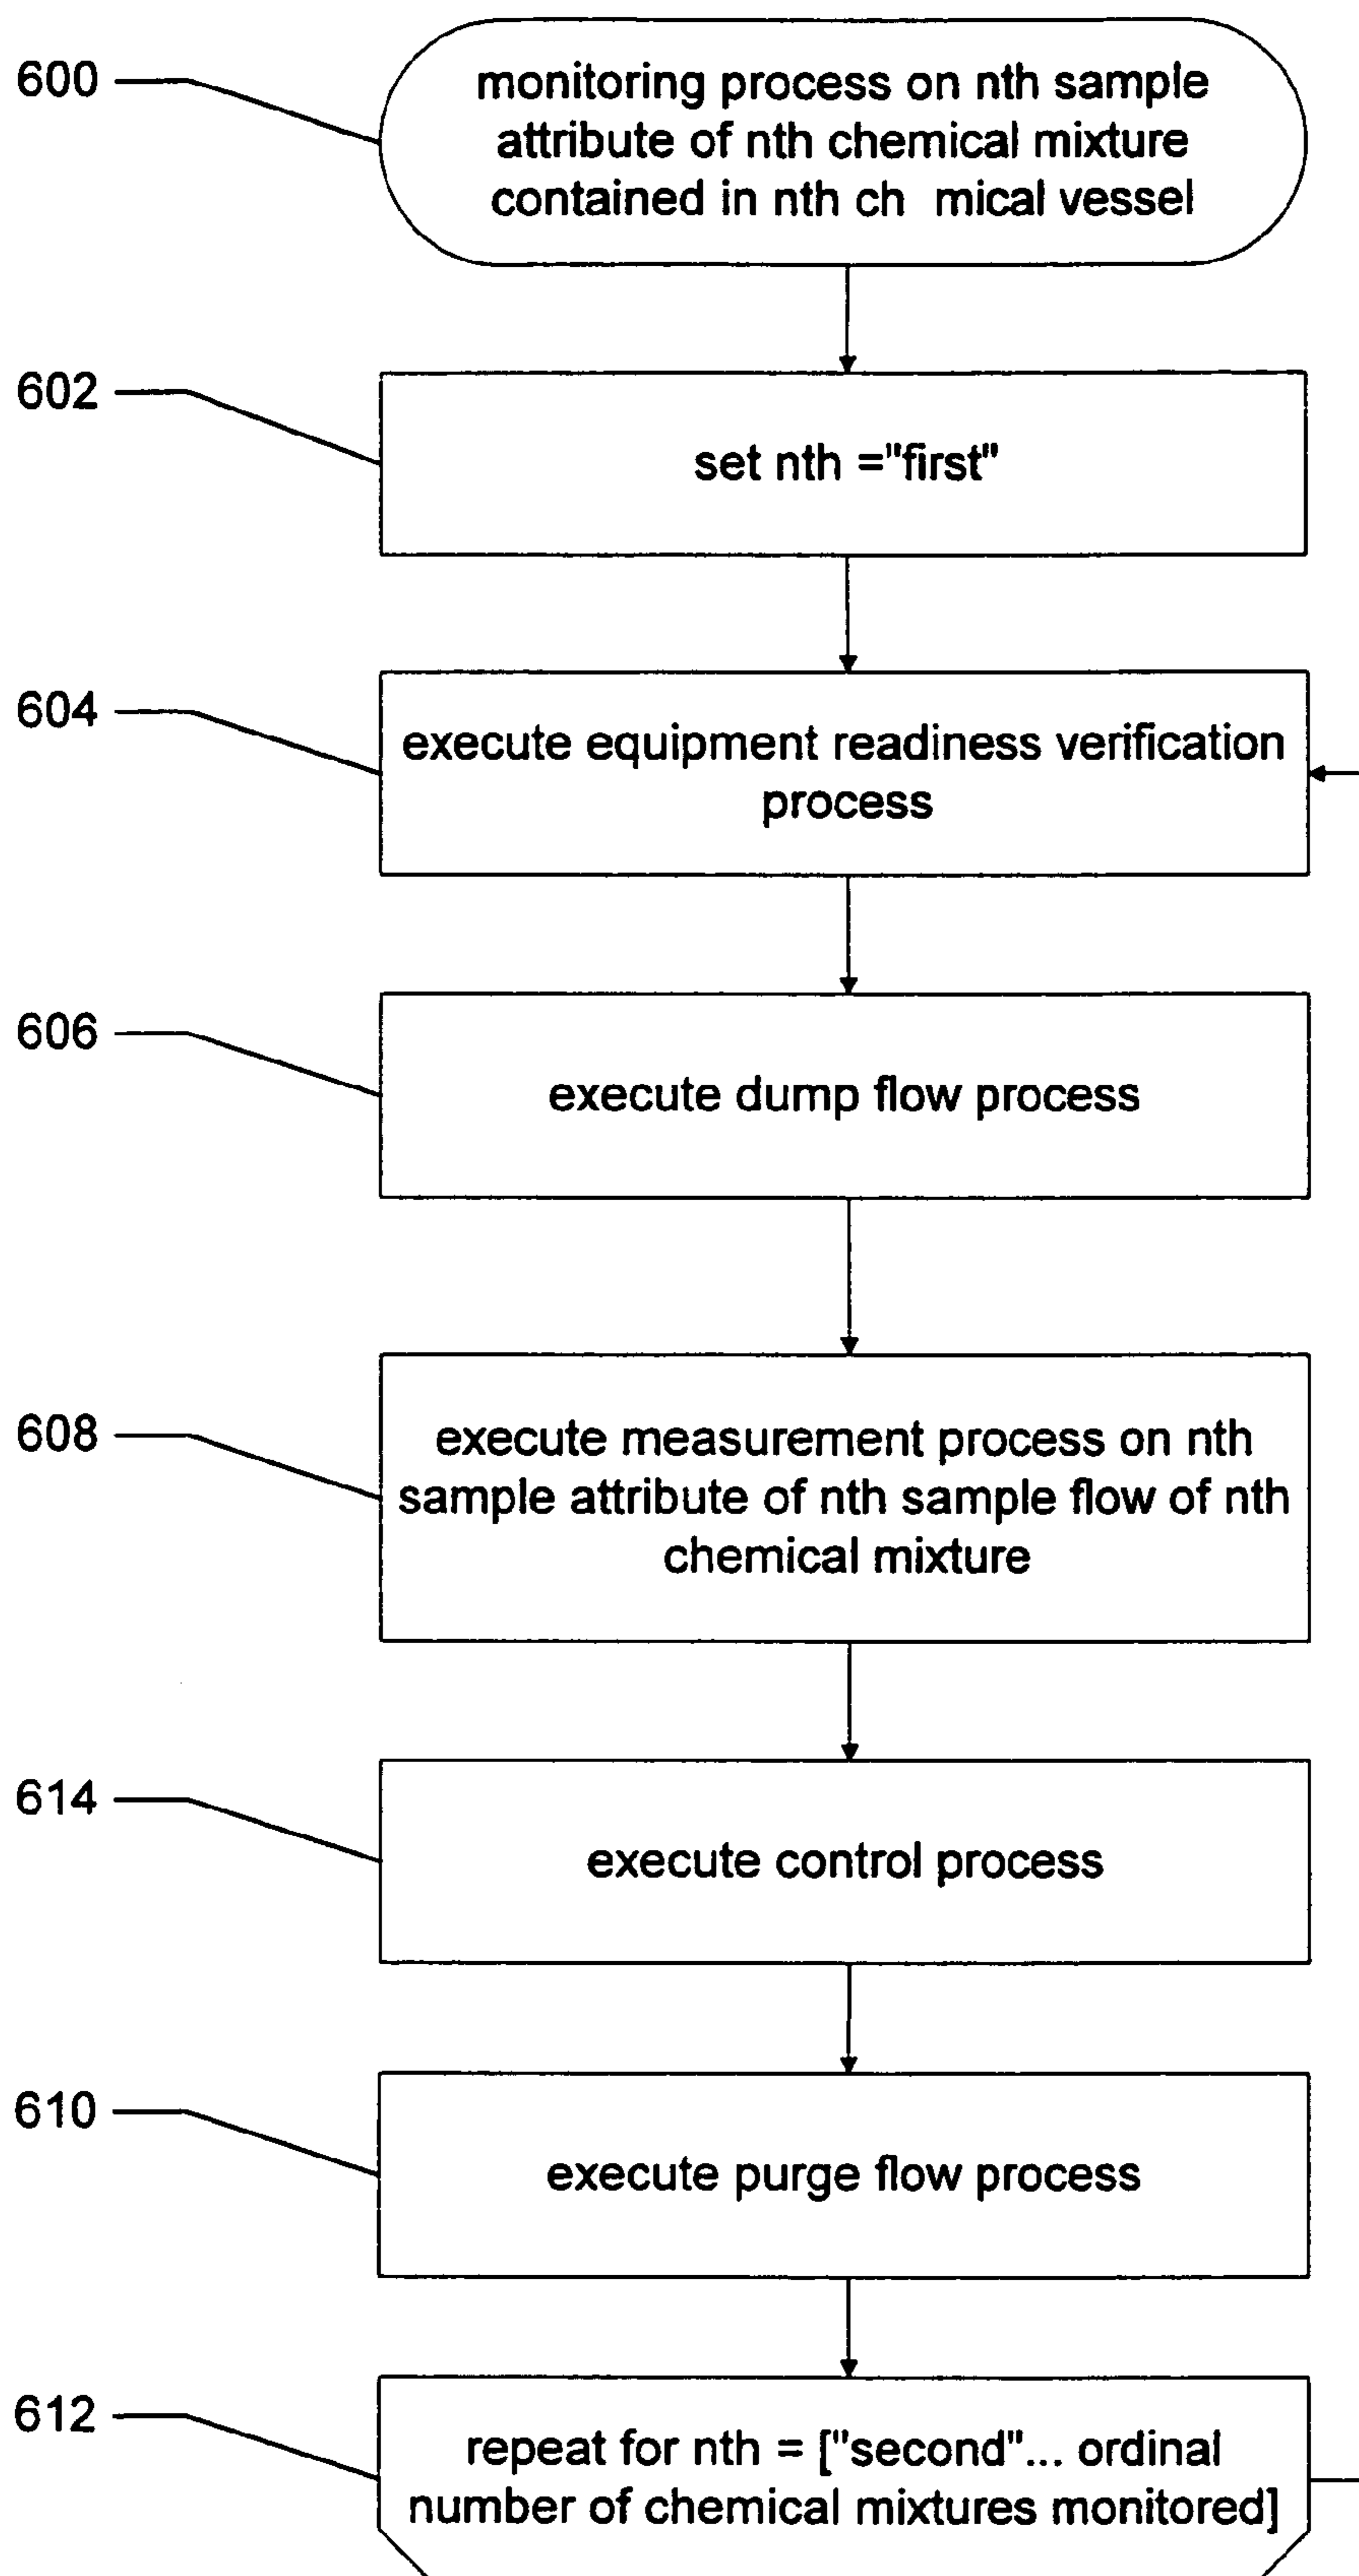 600
monitoring process on nth sample
attribute of nth chemical mixture
contained in nth ch mical vessel
602
set nth ="first"
604
execute equipment readiness verification
process
606
execute dump flow process
608
execute measurement process on nth
sample attribute of nth sample flow of nth
chemical mixture
614
execute control process
610
execute purge flow process
612
repeat for nth = ["second"... ordinal
number of chemical mixtures monitored]